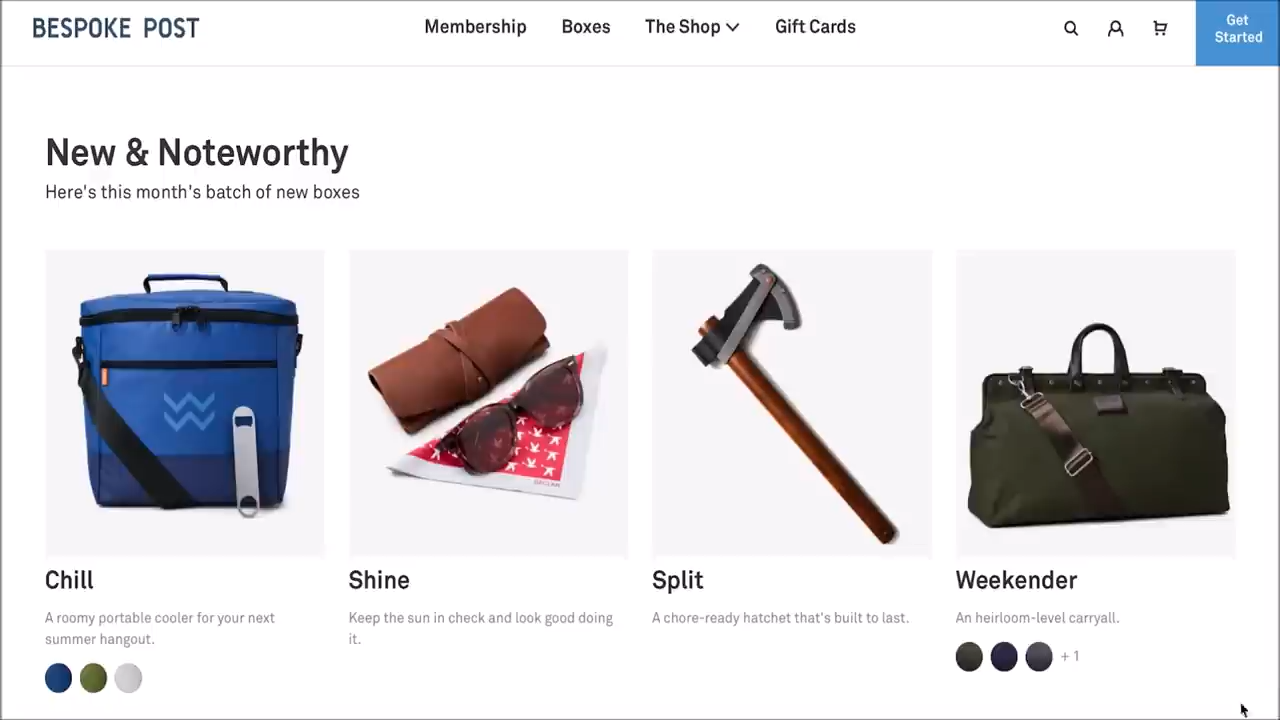 BESPOKE POST
Membership
Boxes
The Shop
Gift Cards
Get
Started
New & Noteworthy
Here's this month's batch of new boxes
Chill
A roomy portable cooler for your next
summer hangout.
Shine
Keep the sun in check and look good doing
it.
Split
A chore-ready hatchet that's built to last.
Weekender
An heirloom-level carryall.
+ 1